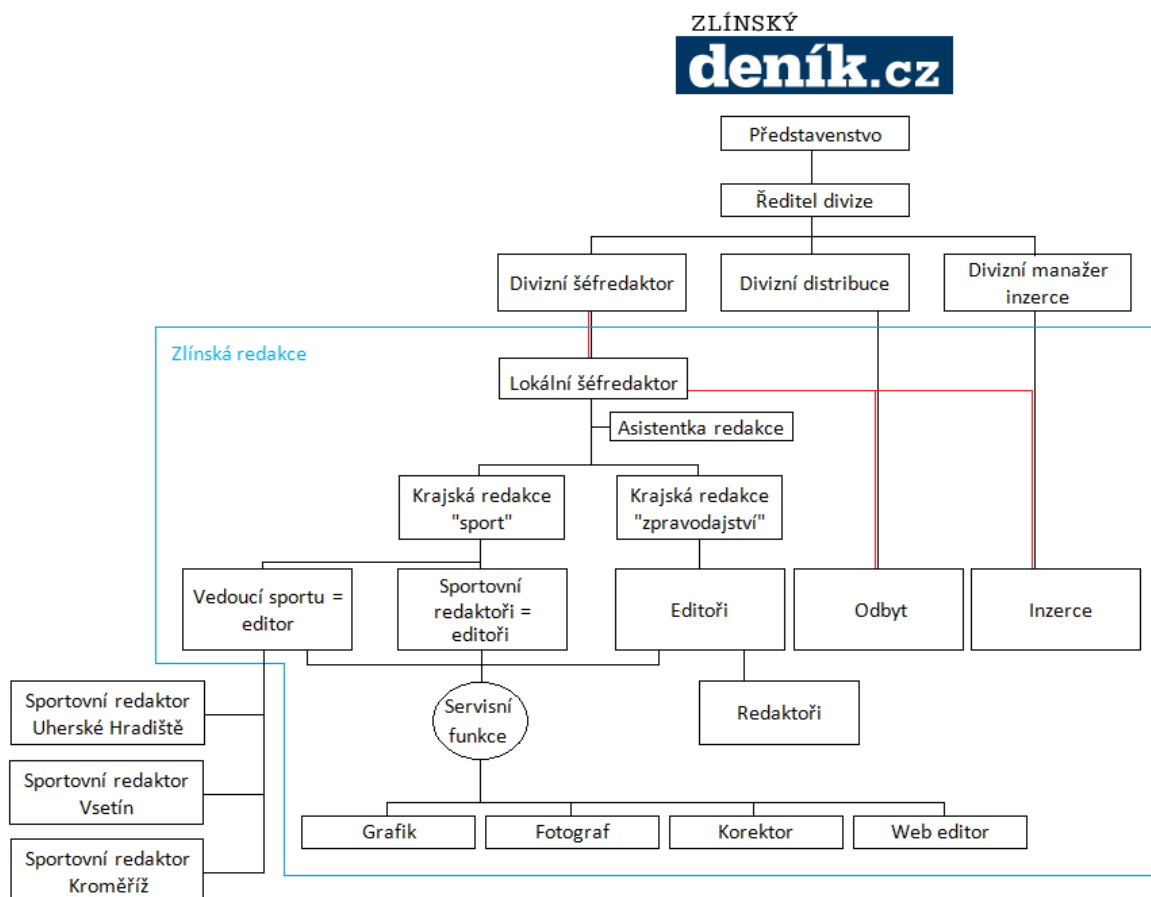 ZLÍNSKÝ
deník.cz
Představenstvo
Ředitel divize
Divizní šéfredaktor
Divizní distribuce
Divizní manažer
inzerce
Zlínská redakce
Lokální šéfredaktor
Asistentka redakce
Krajská redakce
"sport"
Krajská redakce
"zpravodajství"
Vedoucí sportu =
editor
Sportovní
redaktoři =
editoři
Editoři
Odbyt
Inzerce
Sportovní redaktor
Uherské Hradiště
Servisní
funkce
Redaktoři
Sportovní redaktor
Vsetín
Grafik
Fotograf
Korektor
Web editor
Sportovní redaktor
Kroměříž